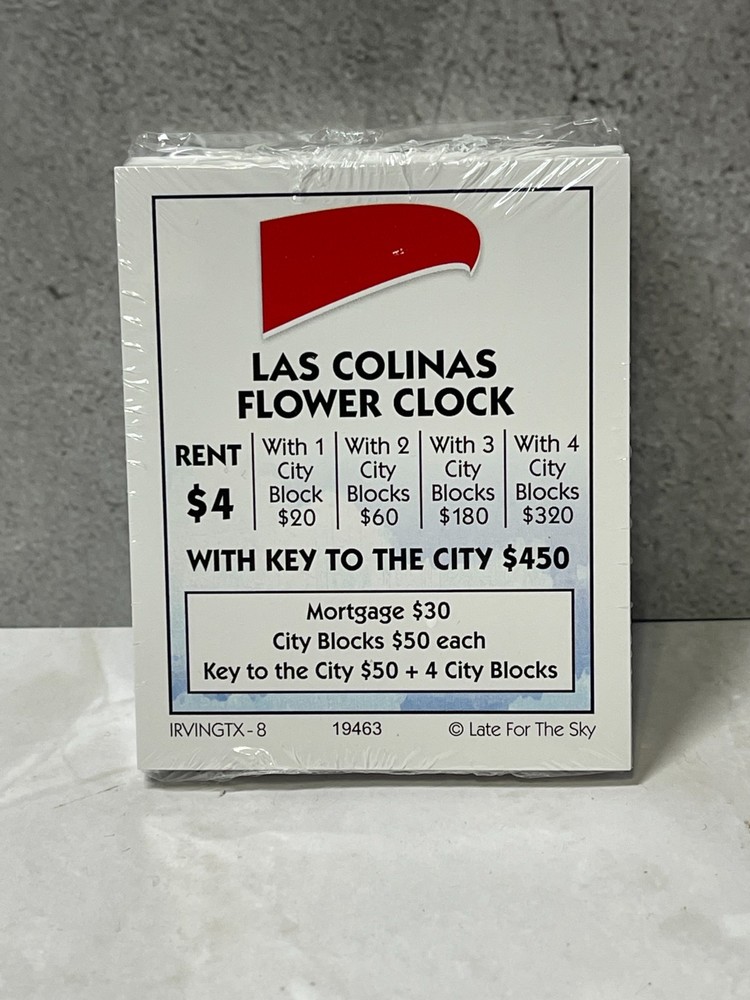 LAS COLINAS
FLOWER CLOCK
RENT
$4
With 1
City
Block
$20
With 2
City
Blocks
$60
With 3
City
Blocks
$180
With 4
City
Blocks
$320
WITH KEY TO THE CITY $450
Mortgage $30
City Blocks $50 each
Key to the City $50 + 4 City Blocks
IRVINGTX - 8 19463 © Late For The Sky